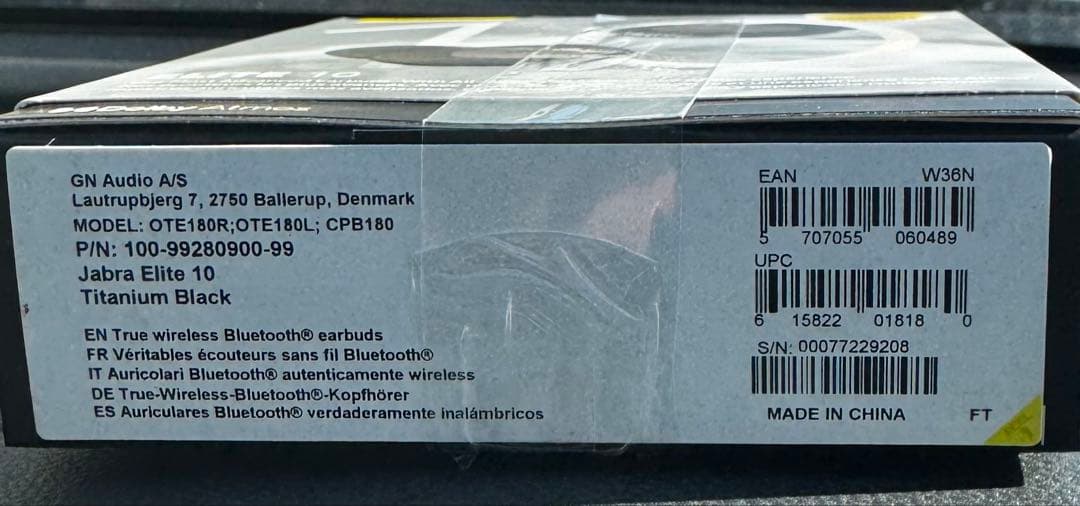 ELITE 10
Dolby Atmos
GN Audio A/S
Lautrupbjerg 7, 2750 Ballerup, Denmark
MODEL: OTE180R;OTE180L; CPB180
P/N: 100-99280900-99
Jabra Elite 10
Titanium Black
EN True wireless Bluetooth® earbuds
FR Véritables écouteurs sans fil Bluetooth®
IT Auricolari Bluetooth® autenticamente wireless
DE True-Wireless-Bluetooth®-Kopfhörer
ES Auriculares Bluetooth® verdaderamente inalámbricos
EAN W36N
5 707055 060489
UPC
6 15822 01818 0
S/N: 00077229208
MADE IN CHINA FT